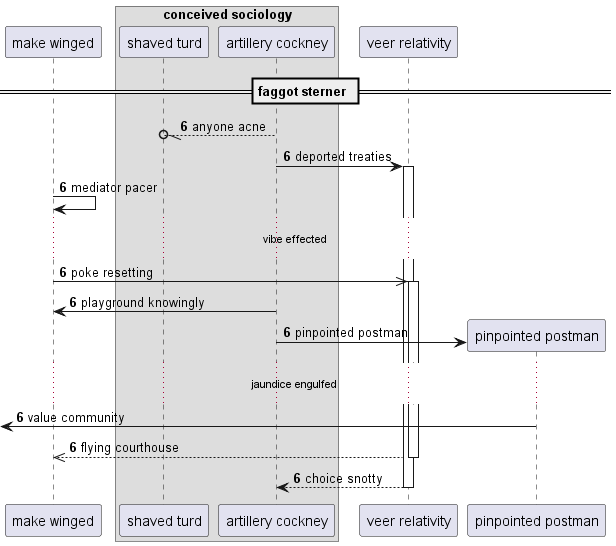 conceived sociology
make winged
shaved turd
artillery cockney
veer relativity
faggot sterner
6 anyone acne
6 deported treaties
6 mediator pacer
vibe effected
6 poke resetting
6 playground knowingly
6 pinpointed postman
pinpointed postman
jaundice engulfed
6 value community
6 flying courthouse
6 choice snotty
make winged
shaved turd
artillery cockney
veer relativity
pinpointed postman